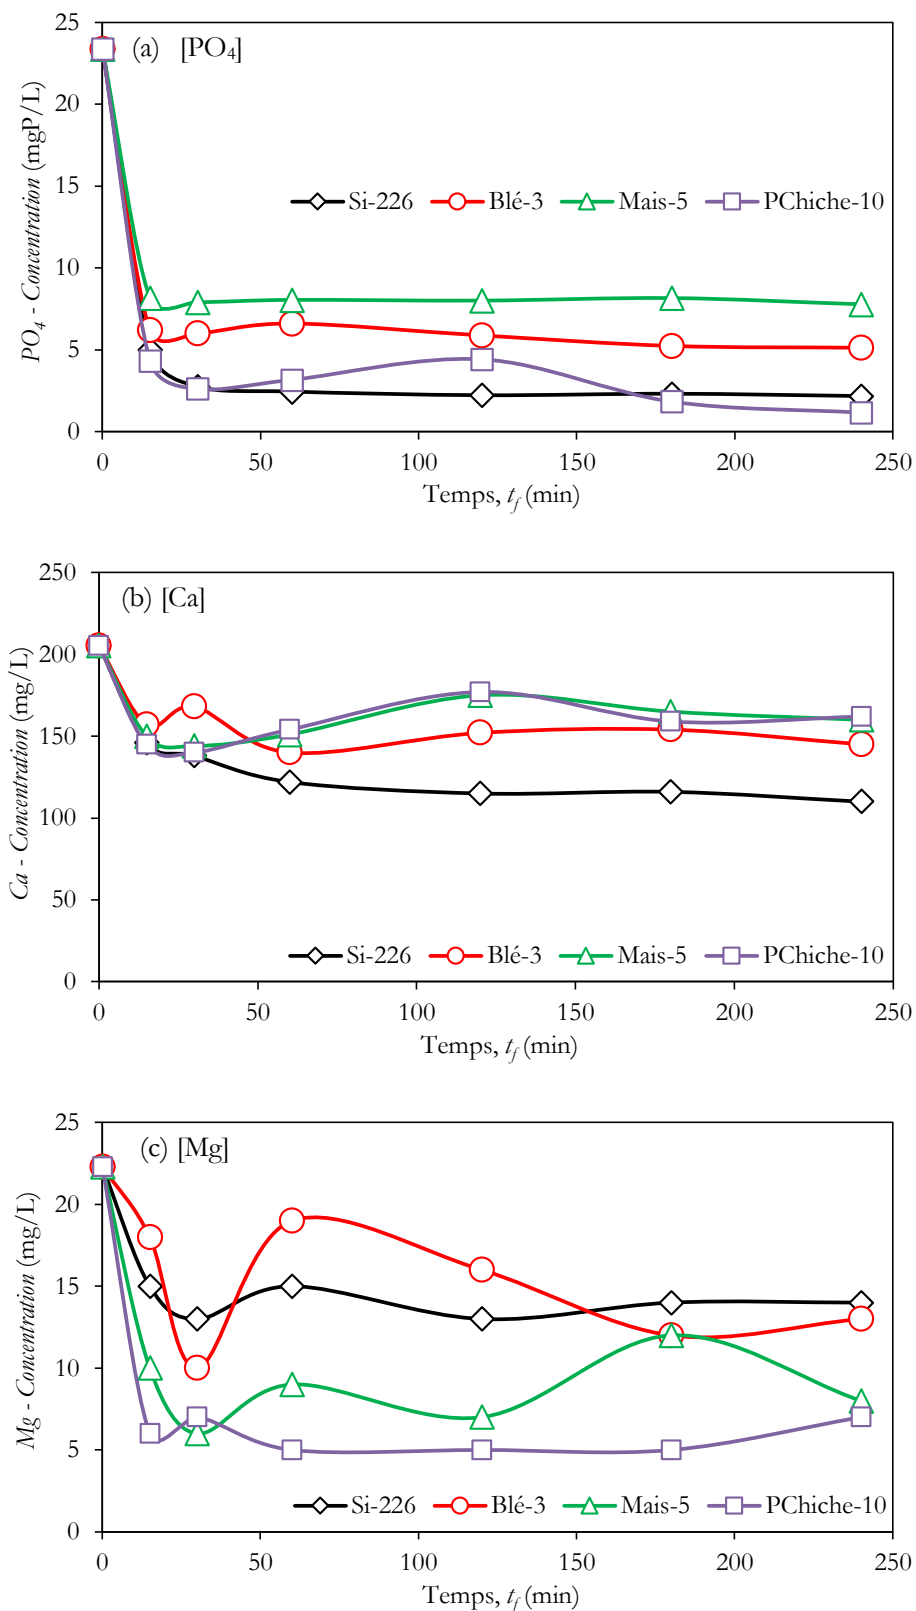 (a) [PO4]
PO4 - Concentration (mgP/L)
25
20
15
10
5
0
Si-226 Blé-3 Mais-5 PChiche-10
0 50 100 150 200 250
Temps, tf (min)
(b) [Ca]
Ca - Concentration (mg/L)
250
200
150
100
50
0
Si-226 Blé-3 Mais-5 PChiche-10
0 50 100 150 200 250
Temps, tf (min)
(c) [Mg]
Mg - Concentration (mg/L)
25
20
15
10
5
0
Si-226 Blé-3 Mais-5 PChiche-10
0 50 100 150 200 250
Temps, tf (min)